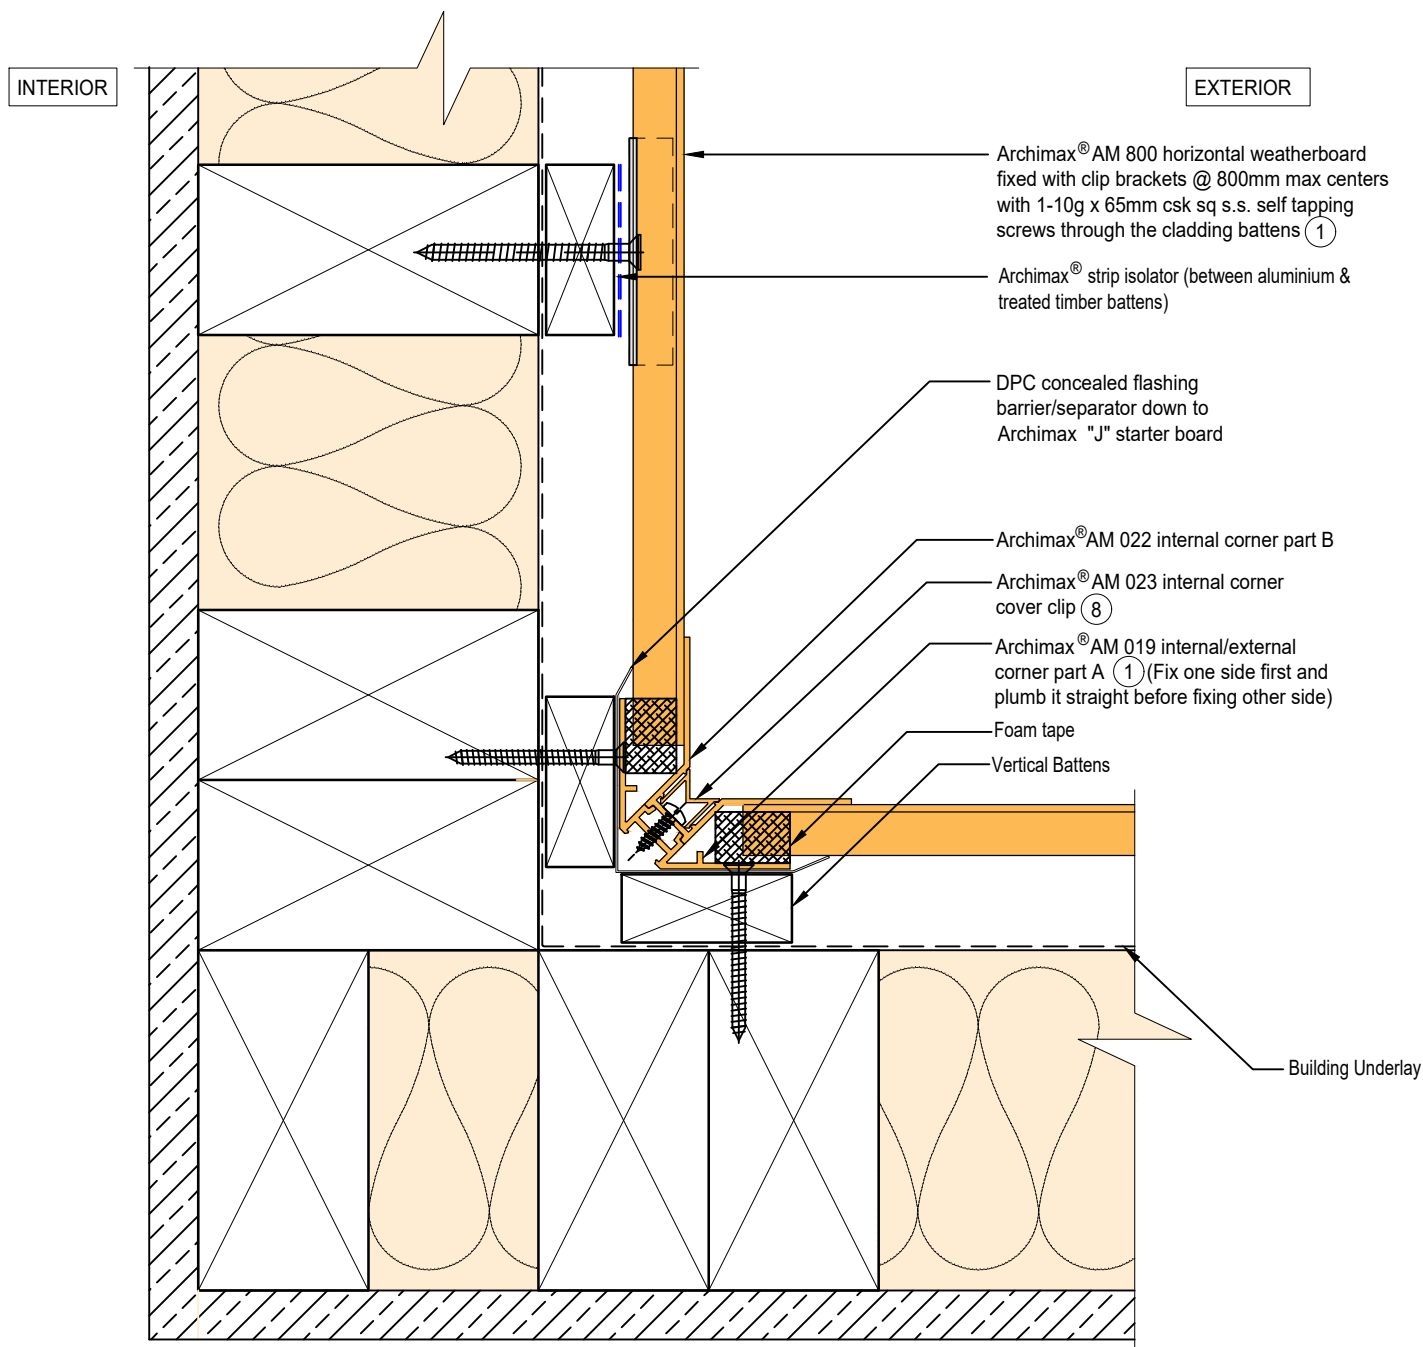 INTERIOR
EXTERIOR
Archimax® AM 800 horizontal weatherboard
fixed with clip brackets @ 800mm max centers
with 1-10g x 65mm csk sq s.s. self tapping
screws through the cladding battens 1
Archimax® strip isolator (between aluminium &
treated timber battens)
DPC concealed flashing
barrier/separator down to
Archimax "J" starter board
Archimax® AM 022 internal corner part B
Archimax® AM 023 internal corner
cover clip 8
Archimax® AM 019 internal/external
corner part A 1 (Fix one side first and
plumb it straight before fixing other side)
Foam tape
Vertical Battens
Building Underlay